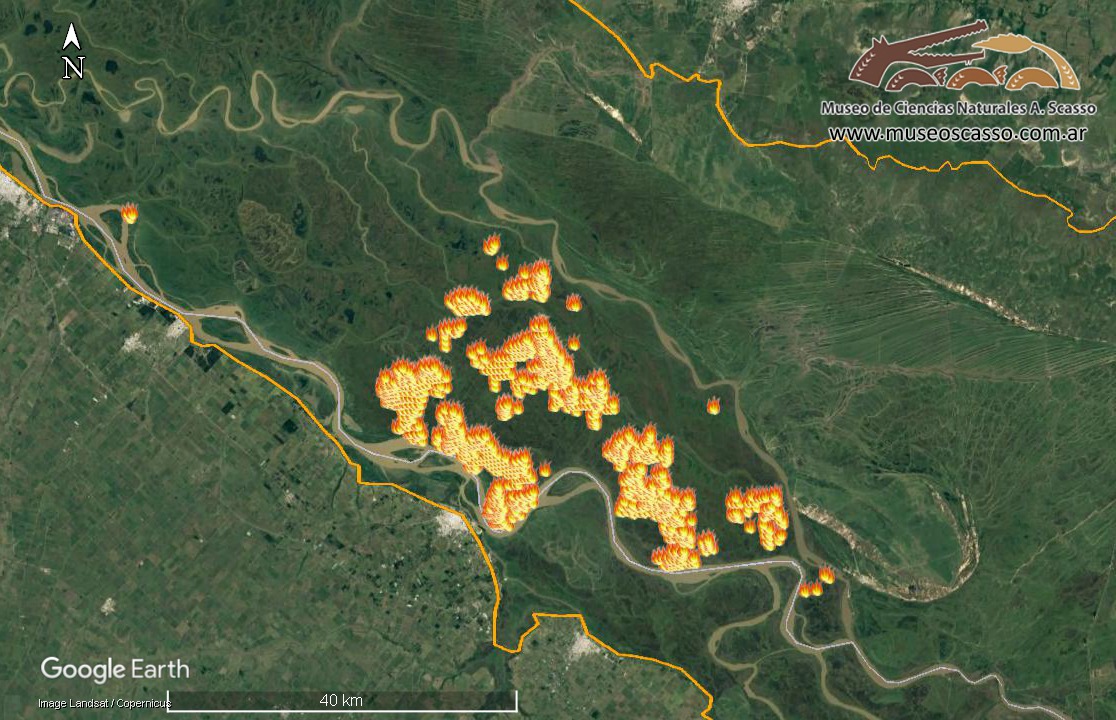 N
Museo de Ciencias Naturales A. Scasso
www.museoscasso.com.ar
Google Earth
Image Landsat / Copernicus
40 km